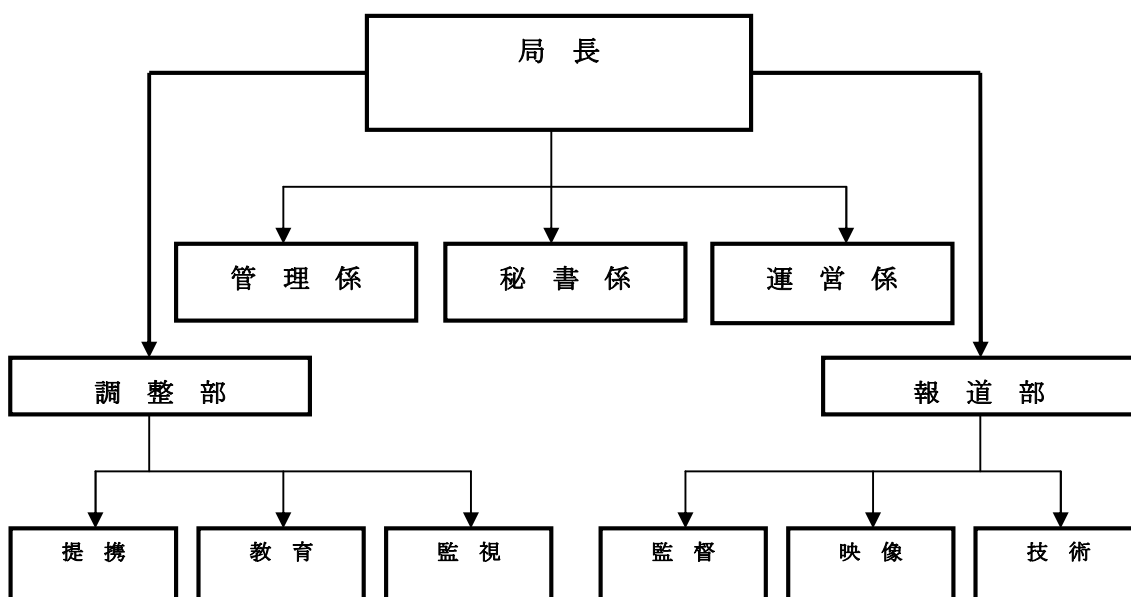 局 長
管 理 係
秘 書 係
運 営 係
調 整 部
報 道 部
提 携
教 育
監 視
監 督
映 像
技 術